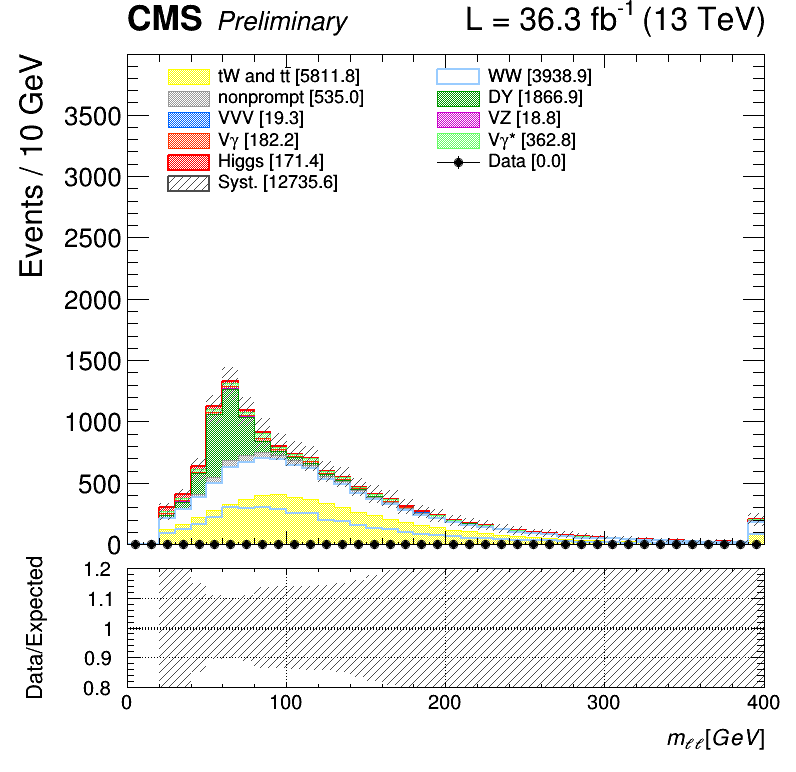 CMS Preliminary L = 36.3 fb⁻¹ (13 TeV)
Events / 10 GeV
3500
3000
2500
2000
1500
1000
500
0
tW and tt̄ [5811.8]
nonprompt [535.0]
VVV [19.3]
Vγ [182.2]
Higgs [171.4]
Syst. [12735.6]
WW [3938.9]
DY [1866.9]
VZ [18.8]
Vγ* [362.8]
Data [0.0]
Data/Expected
1.2
1.1
1
0.9
0.8
0 100 200 300 400
mℓℓ[GeV]